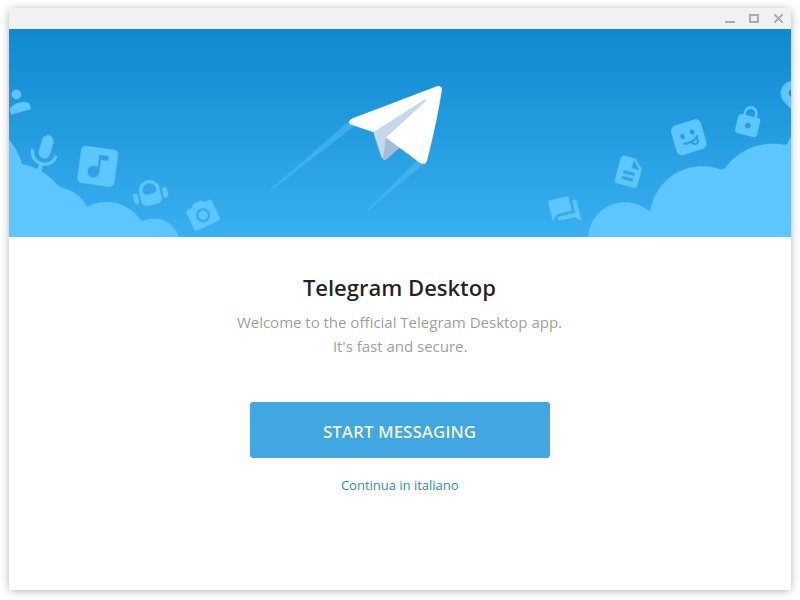 Telegram Desktop
Welcome to the official Telegram Desktop app.
It's fast and secure.
START MESSAGING
Continua in italiano